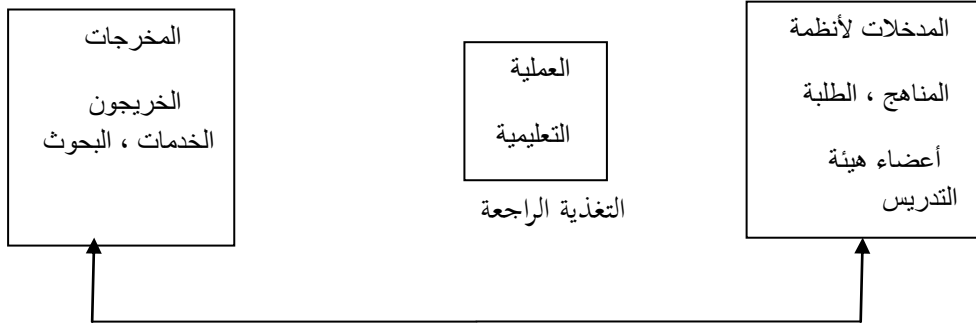 المدخلات لأنظمة
المناهج ، الطلبة
أعضاء هيئة
التدريس
العملية
التعليمية
التغذية الراجعة
المخرجات
الخريجون
الخدمات ، البحوث